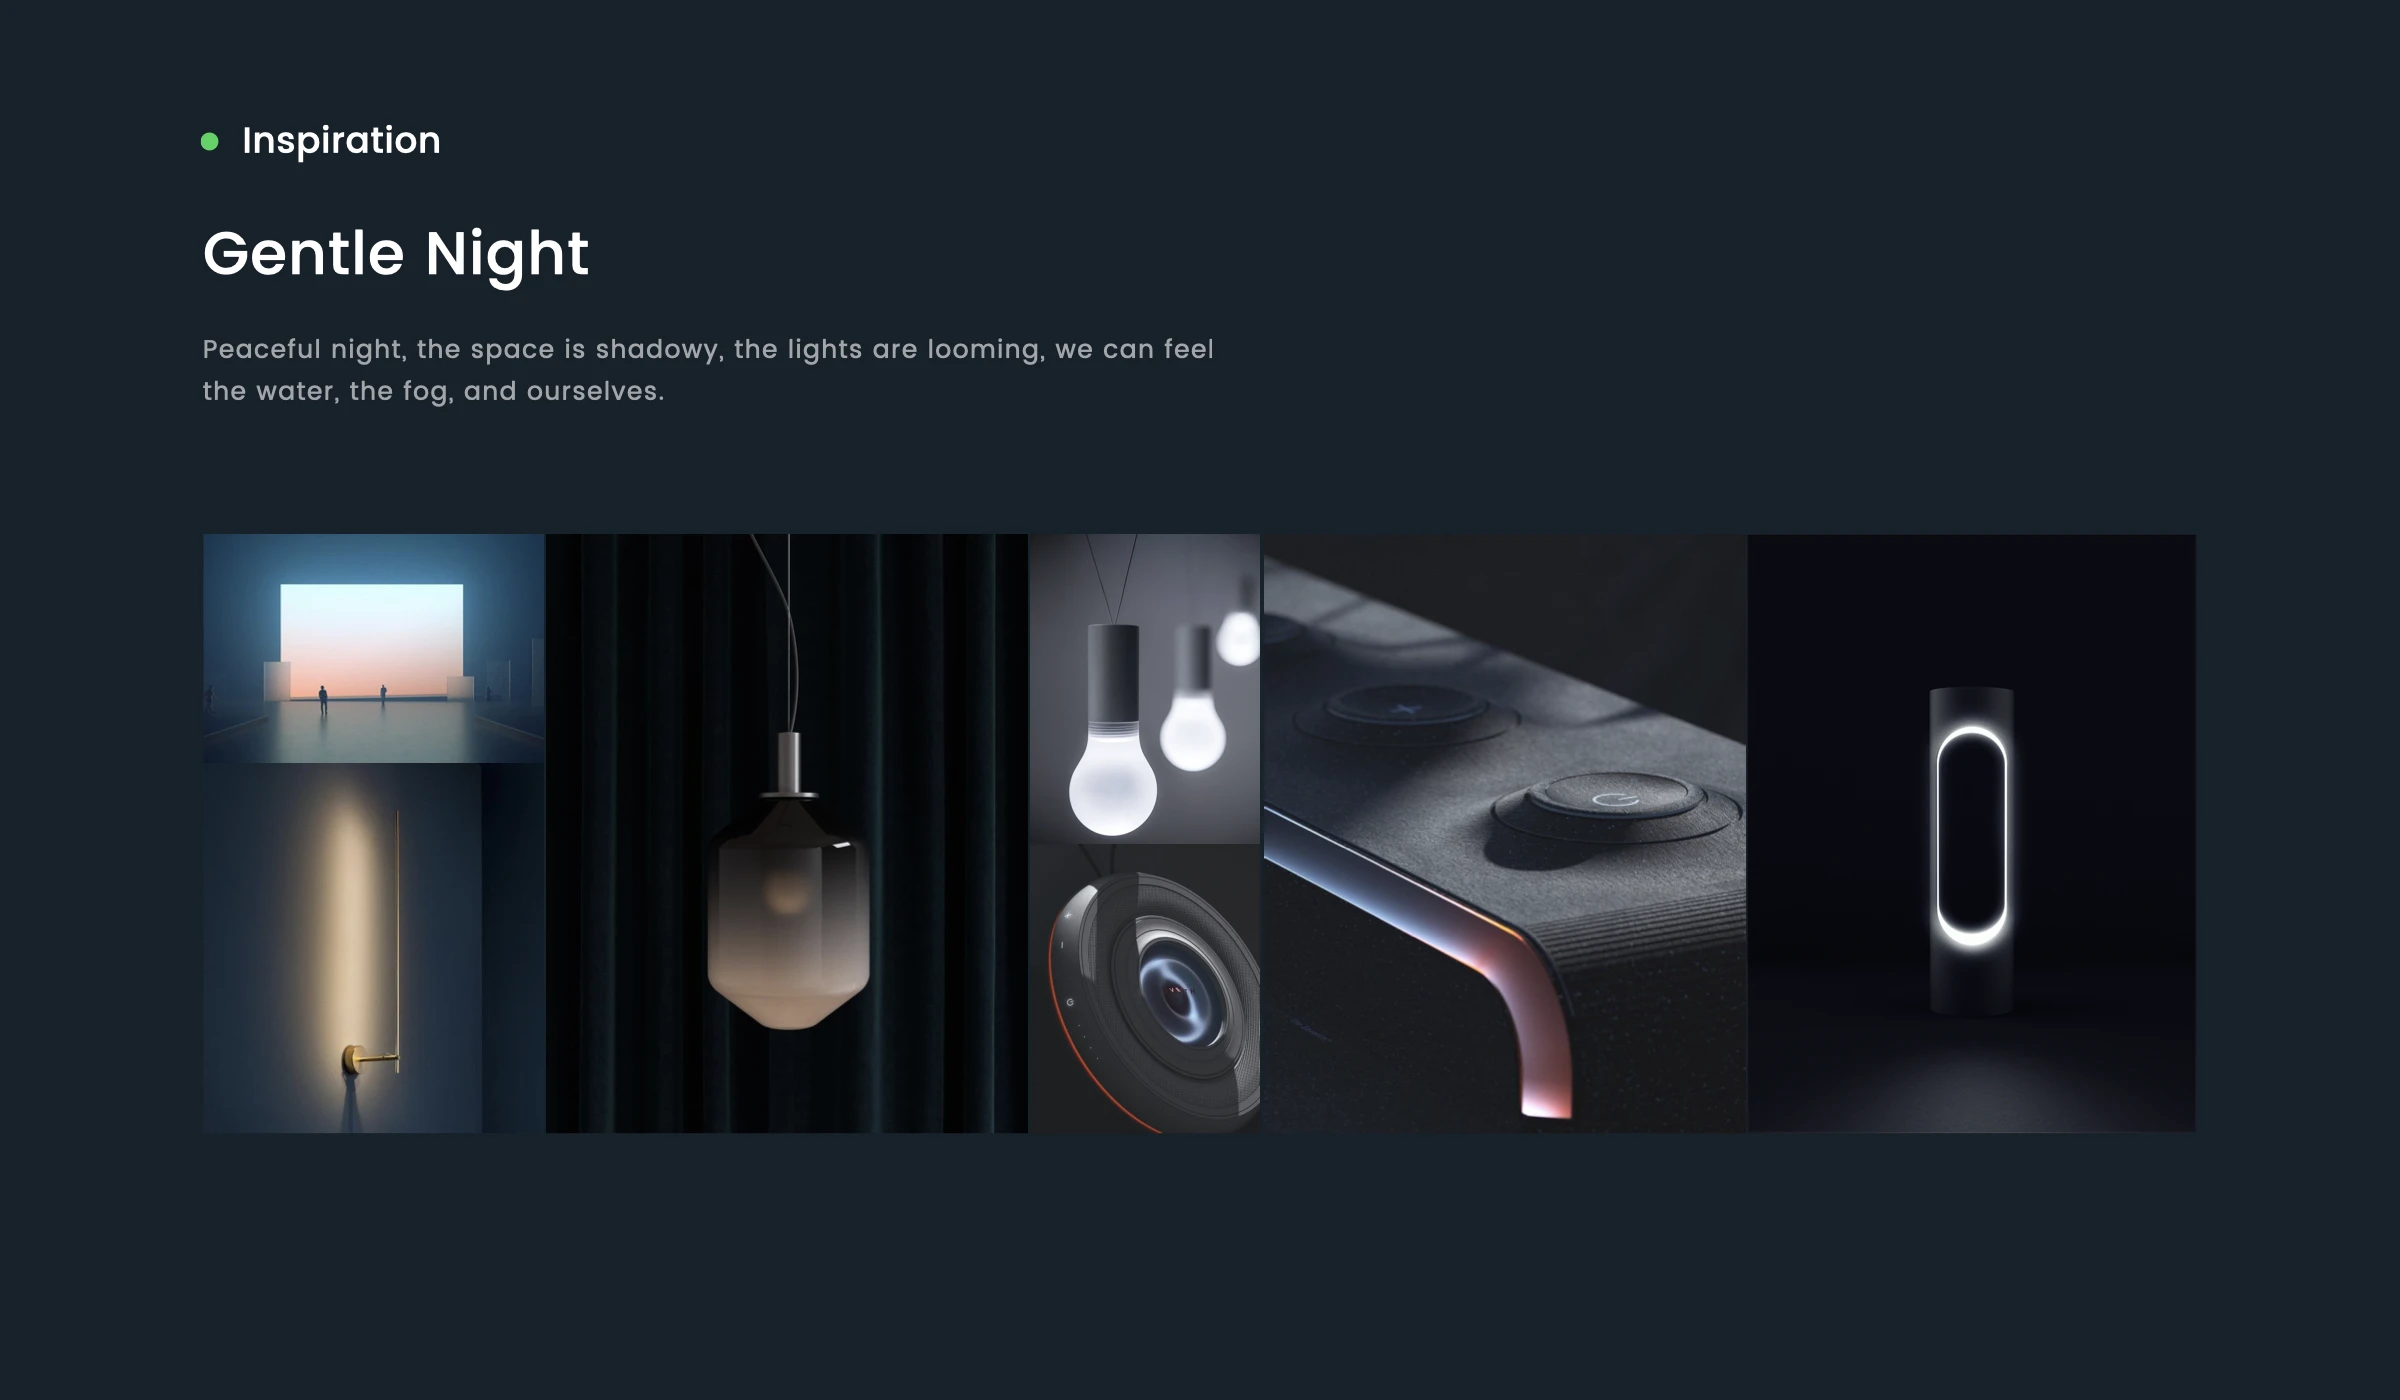 Inspiration
Gentle Night
Peaceful night, the space is shadowy, the lights are looming, we can feel
the water, the fog, and ourselves.